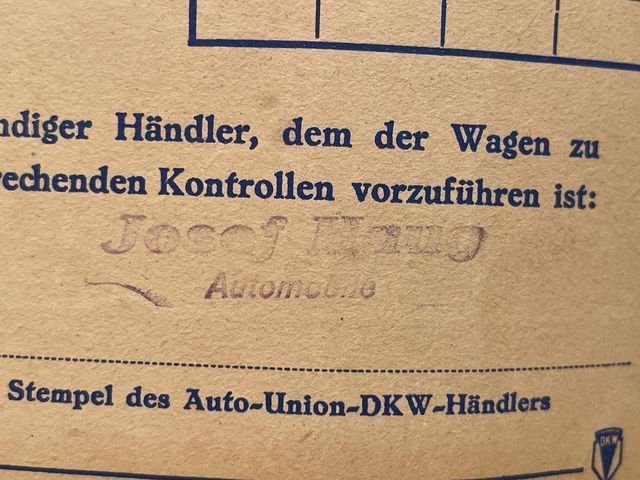 ndiger Händler, dem der Wagen zu
rechenden Kontrollen vorzuführen ist:
Josef Haug
Automobile
Stempel des Auto-Union-DKW-Händlers
DKW